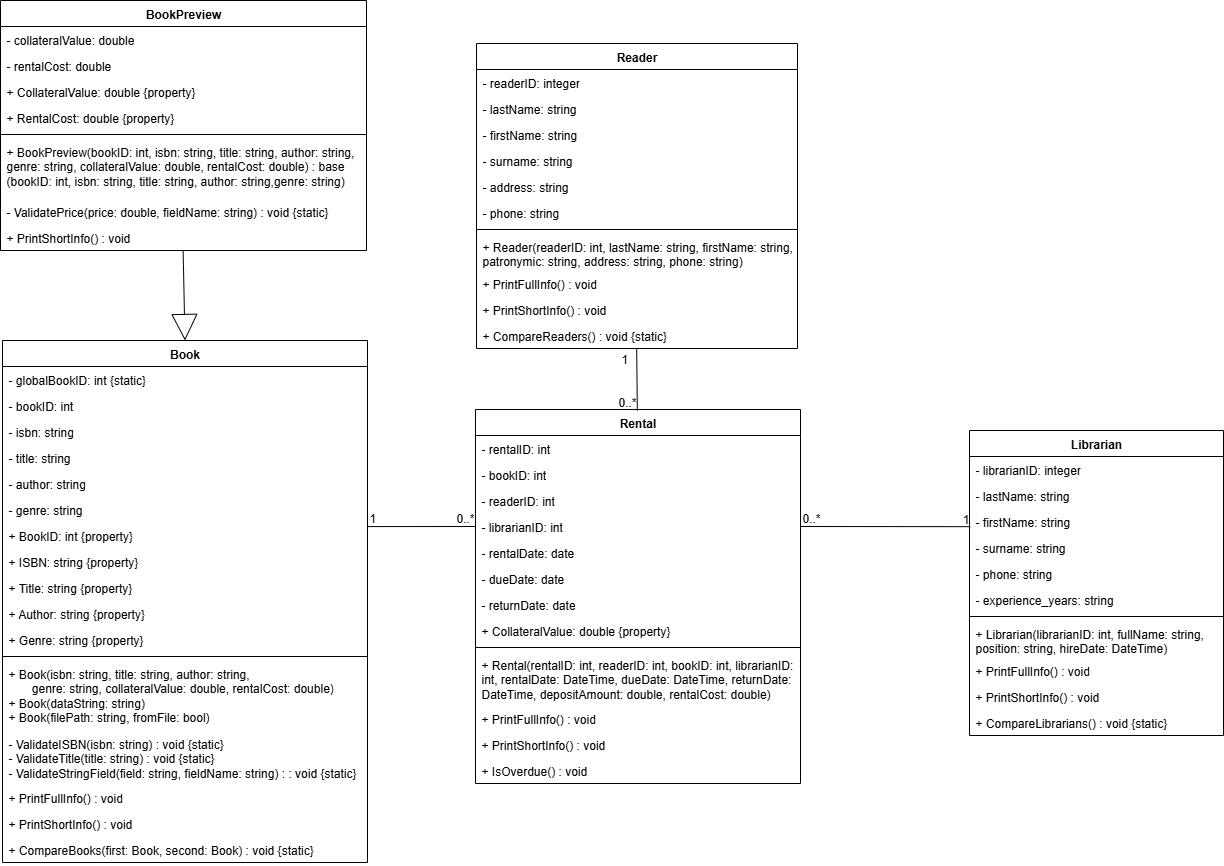 BookPreview
- collateralValue: double
- rentalCost: double
+ CollateralValue: double {property}
+ RentalCost: double {property}
+ BookPreview(bookID: int, isbn: string, title: string, author: string,
genre: string, collateralValue: double, rentalCost: double) : base
(bookID: int, isbn: string, title: string, author: string,genre: string)
- ValidatePrice(price: double, fieldName: string) : void {static}
+ PrintShortInfo() : void
Reader
- readerID: integer
- lastName: string
- firstName: string
- surname: string
- address: string
- phone: string
+ Reader(readerID: int, lastName: string, firstName: string,
patronymic: string, address: string, phone: string)
+ PrintFullInfo() : void
+ PrintShortInfo() : void
+ CompareReaders() : void {static}
1
0..*
Book
- globalBookID: int {static}
- bookID: int
- isbn: string
- title: string
- author: string
- genre: string
+ BookID: int {property}
+ ISBN: string {property}
+ Title: string {property}
+ Author: string {property}
+ Genre: string {property}
+ Book(isbn: string, title: string, author: string,
genre: string, collateralValue: double, rentalCost: double)
+ Book(dataString: string)
+ Book(filePath: string, fromFile: bool)
- ValidateISBN(isbn: string) : void {static}
- ValidateTitle(title: string) : void {static}
- ValidateStringField(field: string, fieldName: string) : : void {static}
+ PrintFullInfo() : void
+ PrintShortInfo() : void
+ CompareBooks(first: Book, second: Book) : void {static}
1
0..*
Rental
- rentalID: int
- bookID: int
- readerID: int
- librarianID: int
- rentalDate: date
- dueDate: date
- returnDate: date
+ CollateralValue: double {property}
+ Rental(rentalID: int, readerID: int, bookID: int, librarianID:
int, rentalDate: DateTime, dueDate: DateTime, returnDate:
DateTime, depositAmount: double, rentalCost: double)
+ PrintFullInfo() : void
+ PrintShortInfo() : void
+ IsOverdue() : void
0..*
1
Librarian
- librarianID: integer
- lastName: string
- firstName: string
- surname: string
- phone: string
- experience_years: string
+ Librarian(librarianID: int, fullName: string,
position: string, hireDate: DateTime)
+ PrintFullInfo() : void
+ PrintShortInfo() : void
+ CompareLibrarians() : void {static}